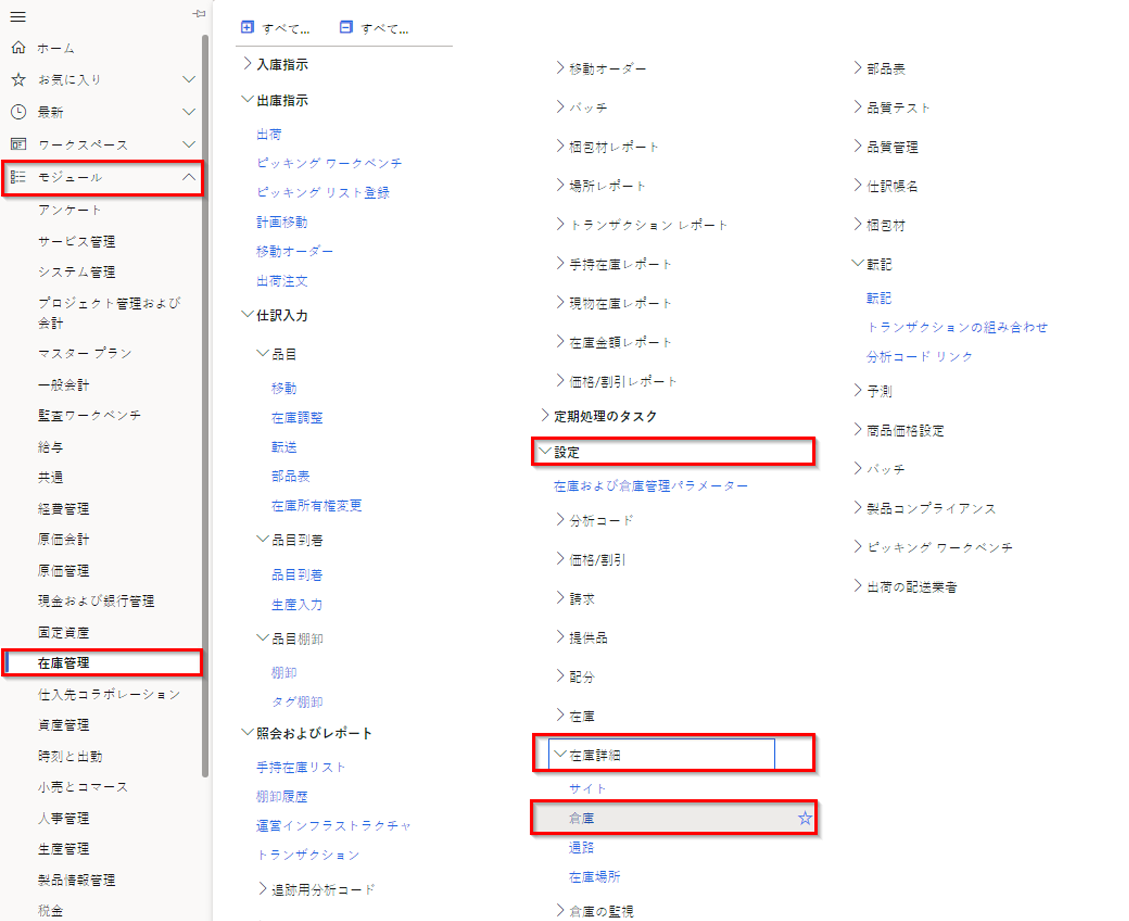 ホーム
お気に入り
最新
ワークスペース
モジュール
アンケート
サービス管理
システム管理
プロジェクト管理および
会計
マスター プラン
一般会計
監査ワークベンチ
給与
共通
経費管理
原価会計
原価管理
現金および銀行管理
固定資産
在庫管理
仕入先コラボレーション
資産管理
時刻と出勤
小売とコマース
人事管理
生産管理
製品情報管理
税金
すべて...
すべて...
入庫指示
出庫指示
出荷
ピッキング ワークベンチ
ピッキング リスト登録
計画移動
移動オーダー
出荷注文
仕訳入力
品目
移動
在庫調整
転送
部品表
在庫所有権変更
品目到着
品目到着
生産入力
品目棚卸
棚卸
タグ棚卸
照会およびレポート
手持在庫リスト
棚卸履歴
運営インフラストラクチャ
トランザクション
追跡用分析コード
移動オーダー
バッチ
梱包材レポート
場所レポート
トランザクション レポート
手持在庫レポート
現物在庫レポート
在庫金額レポート
価格/割引レポート
定期処理のタスク
設定
在庫および倉庫管理パラメーター
分析コード
価格/割引
請求
提供品
配分
在庫
在庫詳細
サイト
倉庫
通路
在庫場所
倉庫の監視
部品表
品質テスト
品質管理
仕訳帳名
梱包材
転記
転記
トランザクションの組み合わせ
分析コード リンク
予測
商品価格設定
バッチ
製品コンプライアンス
ピッキング ワークベンチ
出荷の配送業者